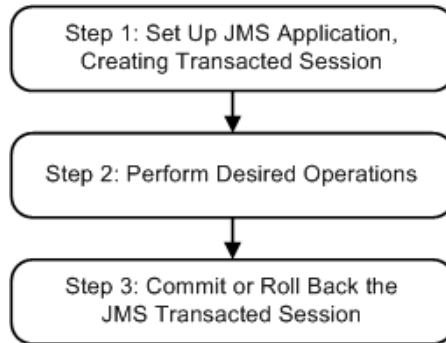 Step 1: Set Up JMS Application,
Creating Transacted Session
Step 2: Perform Desired Operations
Step 3: Commit or Roll Back the
JMS Transacted Session